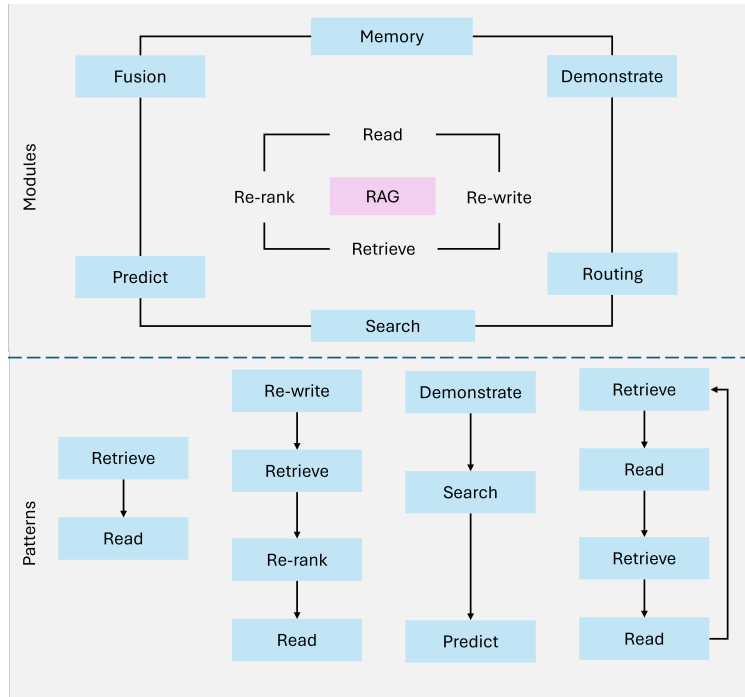 Memory
Fusion
Demonstrate
Read
Modules
Re-rank
RAG
Re-write
Retrieve
Predict
Routing
Search
Patterns
Retrieve
Read
Re-write
Retrieve
Re-rank
Read
Demonstrate
Search
Predict
Retrieve
Read
Retrieve
Read